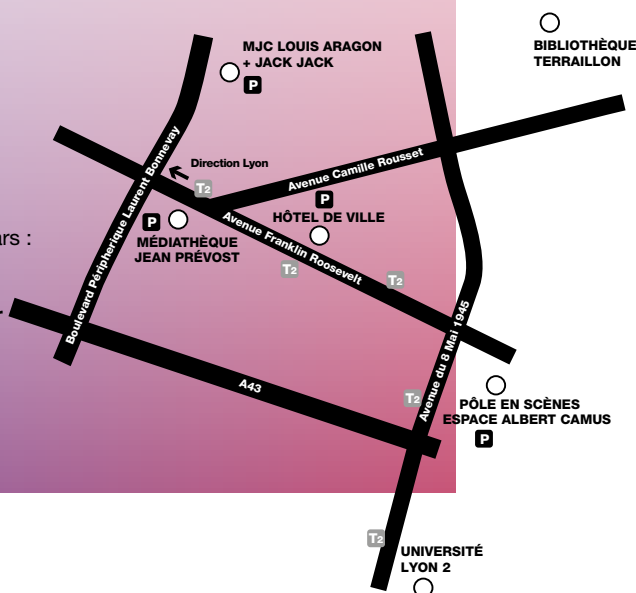 BIBLIOTHÈQUE
TERRAILLON
MJC LOUIS ARAGON
+ JACK JACK
P
Direction Lyon
T2
Avenue Camille Rousset
Boulevard Péripherique Laurent Bonnevay
P
HÔTEL DE VILLE
P
MÉDIATHÈQUE
JEAN PRÉVOST
Avenue Franklin Roosevelt
ars :
T2
T2
.
Avenue du 8 Mai 1945
A43
T2
PÔLE EN SCÈNES
ESPACE ALBERT CAMUS
P
T2
UNIVERSITÉ
LYON 2